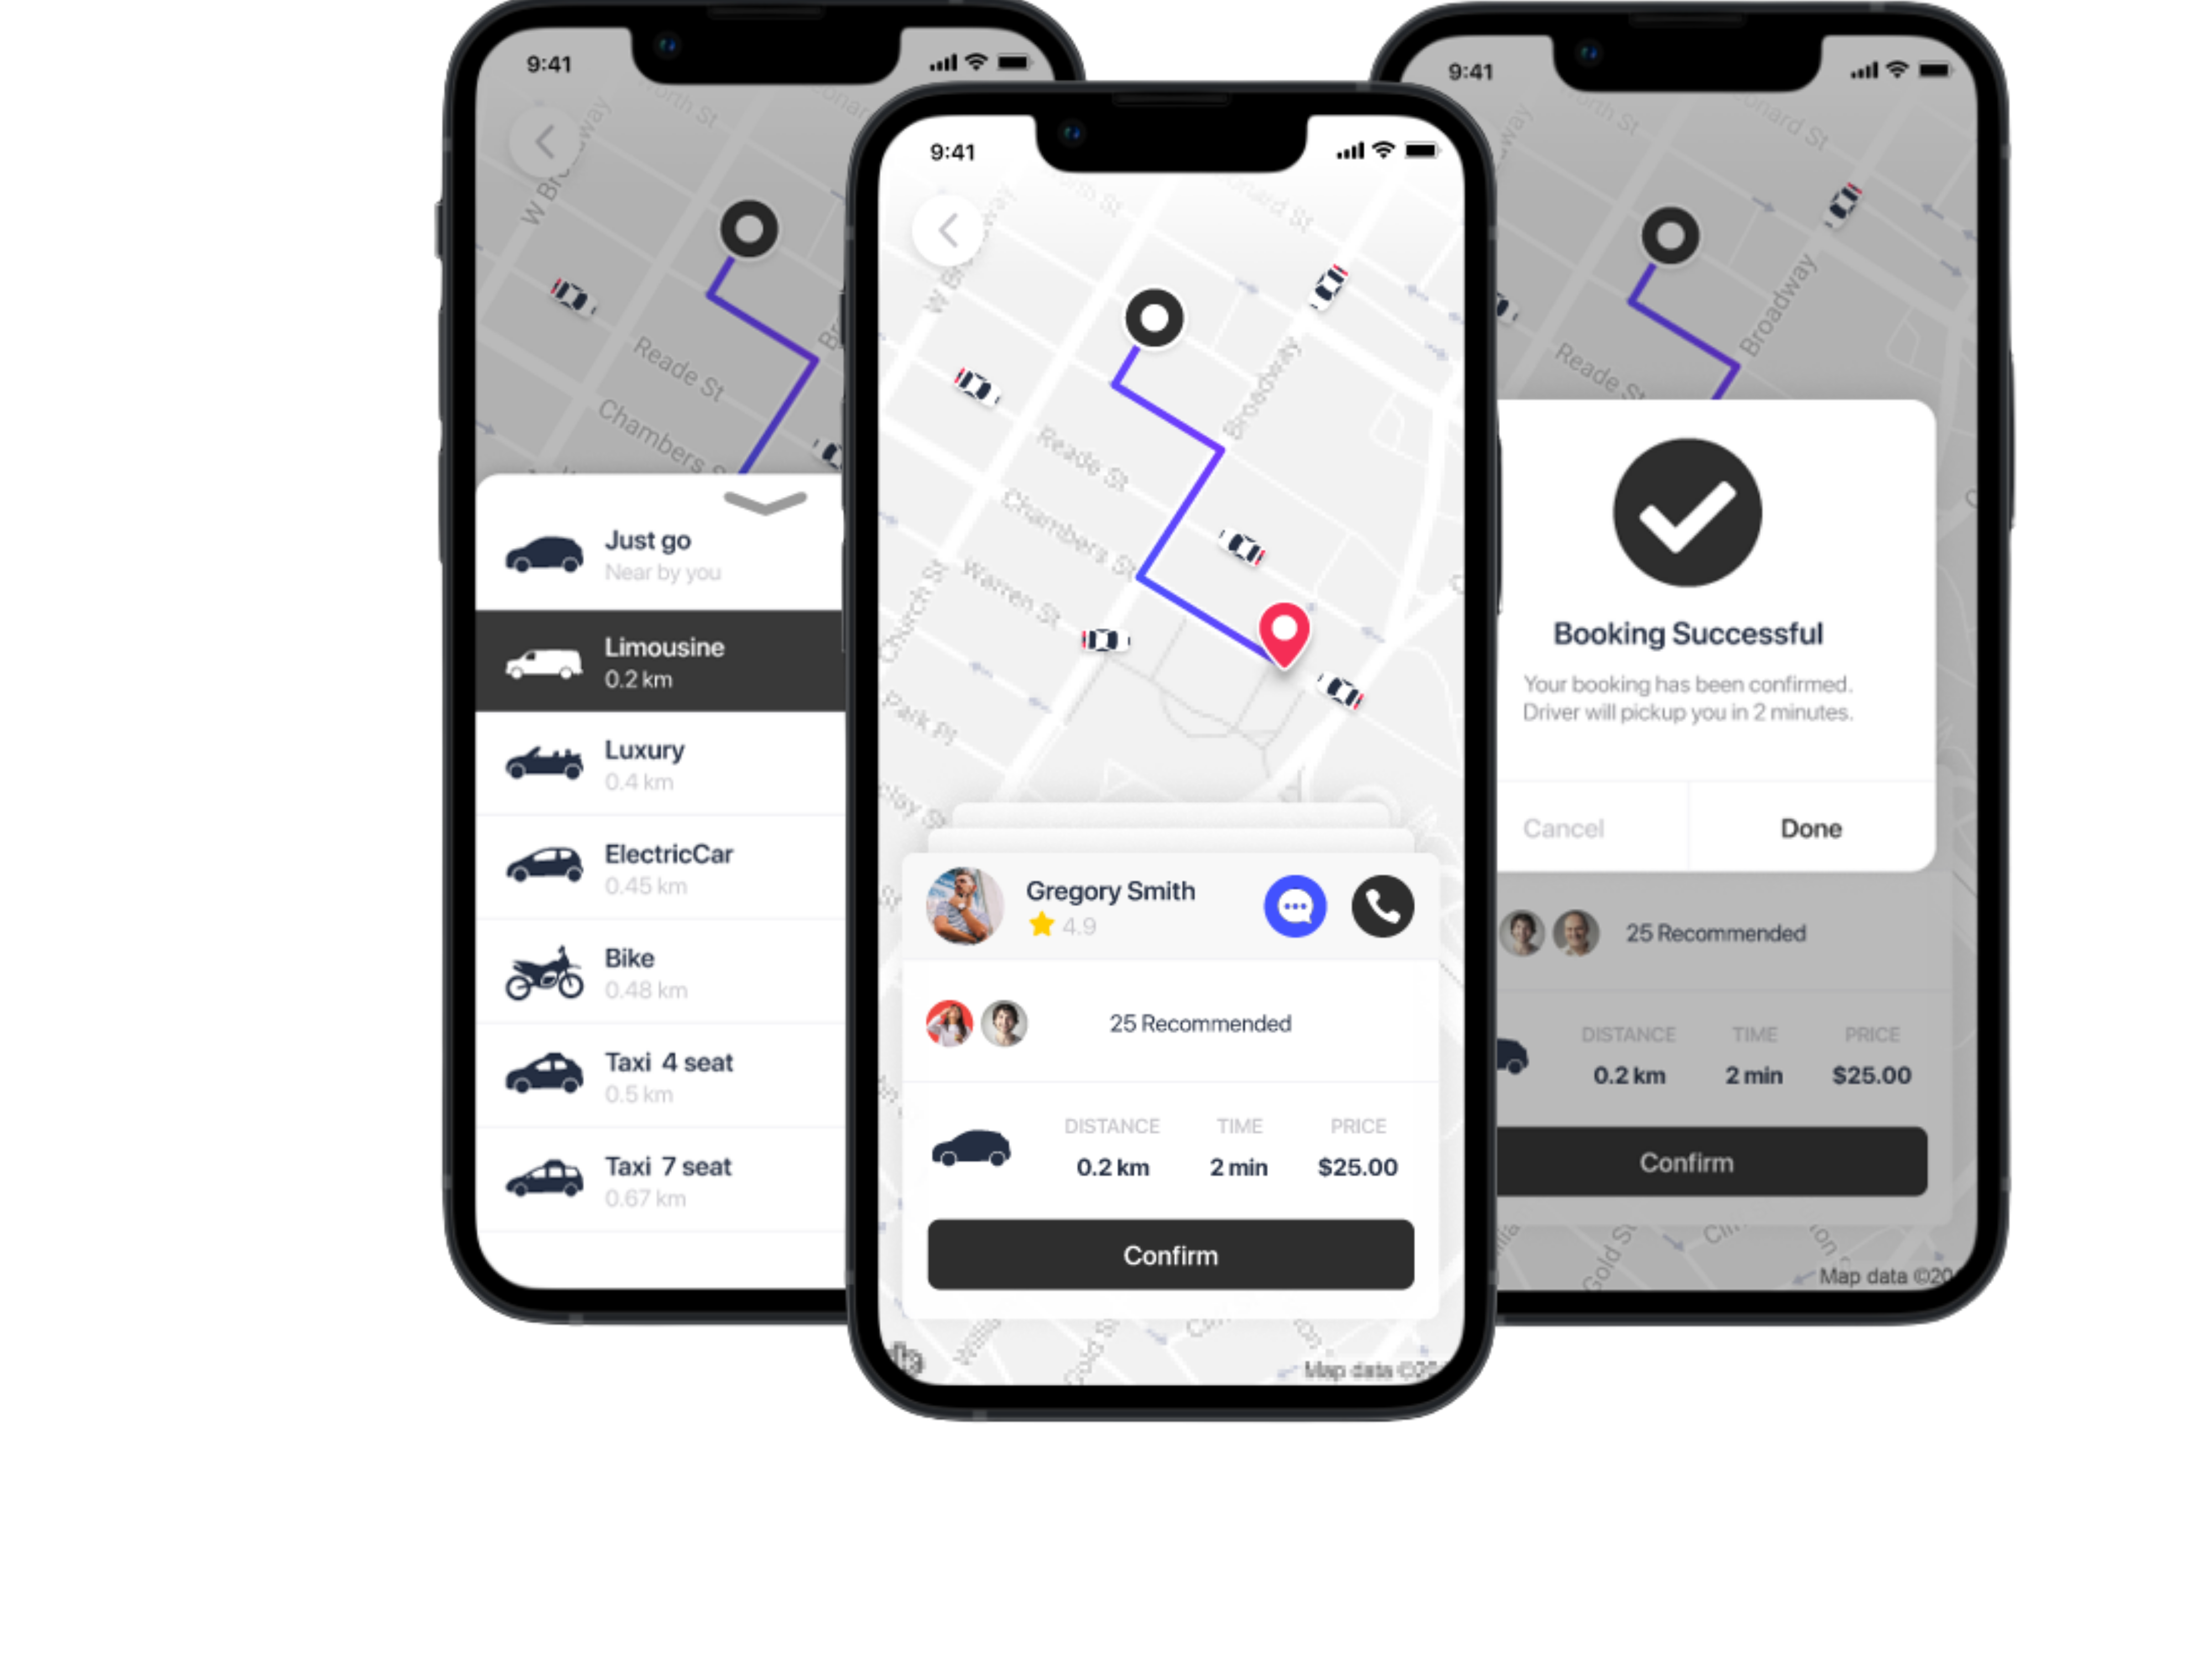 9:41
W Broadway
Reade St
Chambers S
Just go
Near by you
Limousine
0.2 km
Luxury
0.4 km
ElectricCar
0.45 km
Bike
0.48 km
Taxi 4 seat
0.5 km
Taxi 7 seat
0.67 km
9:41
Broadway
Reade St
Chambers St
Warren St
Church St
Park Pl
Gregory Smith
4.9
25 Recommended
DISTANCE
TIME
PRICE
0.2 km
2 min
$25.00
Confirm
Map data ©20
9:41
Broadway
Reade St
Booking Successful
Your booking has been confirmed.
Driver will pickup you in 2 minutes.
Cancel
Done
25 Recommended
DISTANCE
TIME
PRICE
0.2 km
2 min
$25.00
Confirm
Gold S
Map data ©20